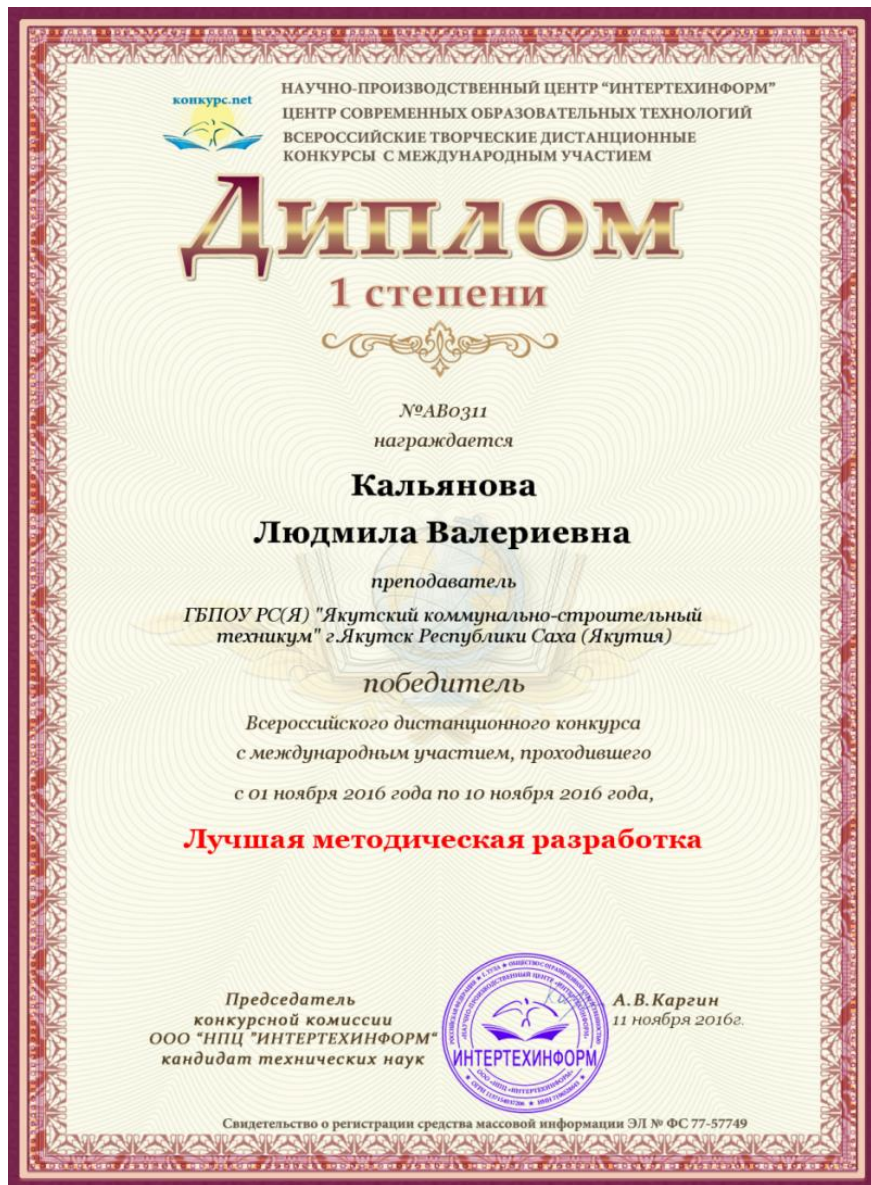 конкурс.net
НАУЧНО-ПРОИЗВОДСТВЕННЫЙ ЦЕНТР “ИНТЕРТЕХИНФОРМ”
ЦЕНТР СОВРЕМЕННЫХ ОБРАЗОВАТЕЛЬНЫХ ТЕХНОЛОГИЙ
ВСЕРОССИЙСКИЕ ТВОРЧЕСКИЕ ДИСТАНЦИОННЫЕ
КОНКУРСЫ С МЕЖДУНАРОДНЫМ УЧАСТИЕМ
Диплом
1 степени
№АВ0311
награждается
Кальянова
Людмила Валериевна
преподаватель
ГБПОУ РС(Я) "Якутский коммунально-строительный
техникум" г.Якутск Республики Саха (Якутия)
победитель
Всероссийского дистанционного конкурса
с международным участием, проходившего
с 01 ноября 2016 года по 10 ноября 2016 года,
Лучшая методическая разработка
Председатель
конкурсной комиссии
ООО “НПЦ "ИНТЕРТЕХИНФОРМ“
кандидат технических наук
ИНТЕРТЕХИНФОРМ
А.В.Каргин
11 ноября 2016г.
Свидетельство о регистрации средства массовой информации ЭЛ № ФС 77-57749